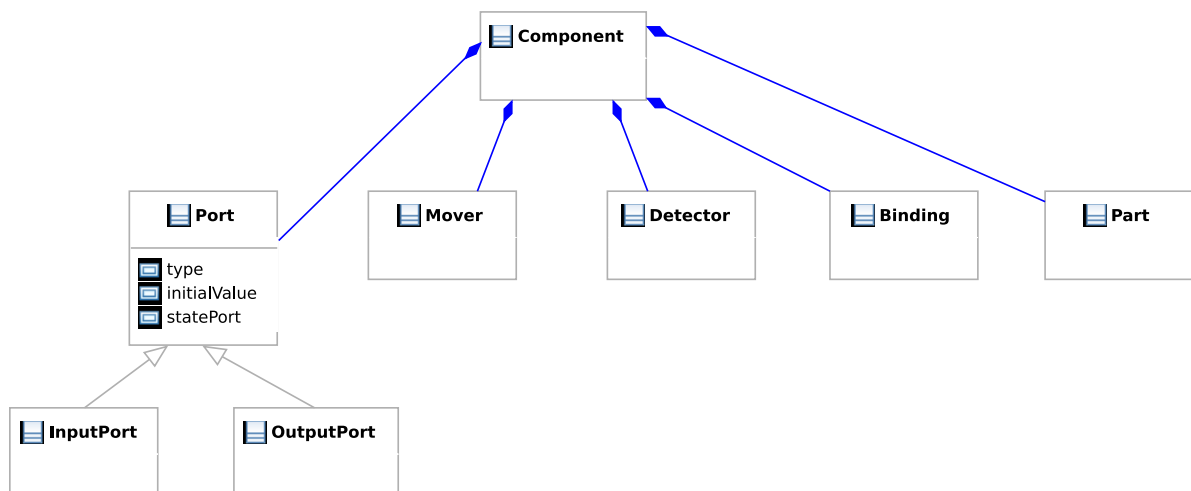 Component
Port
Mover
Detector
Binding
Part
type
initialValue
statePort
InputPort
OutputPort